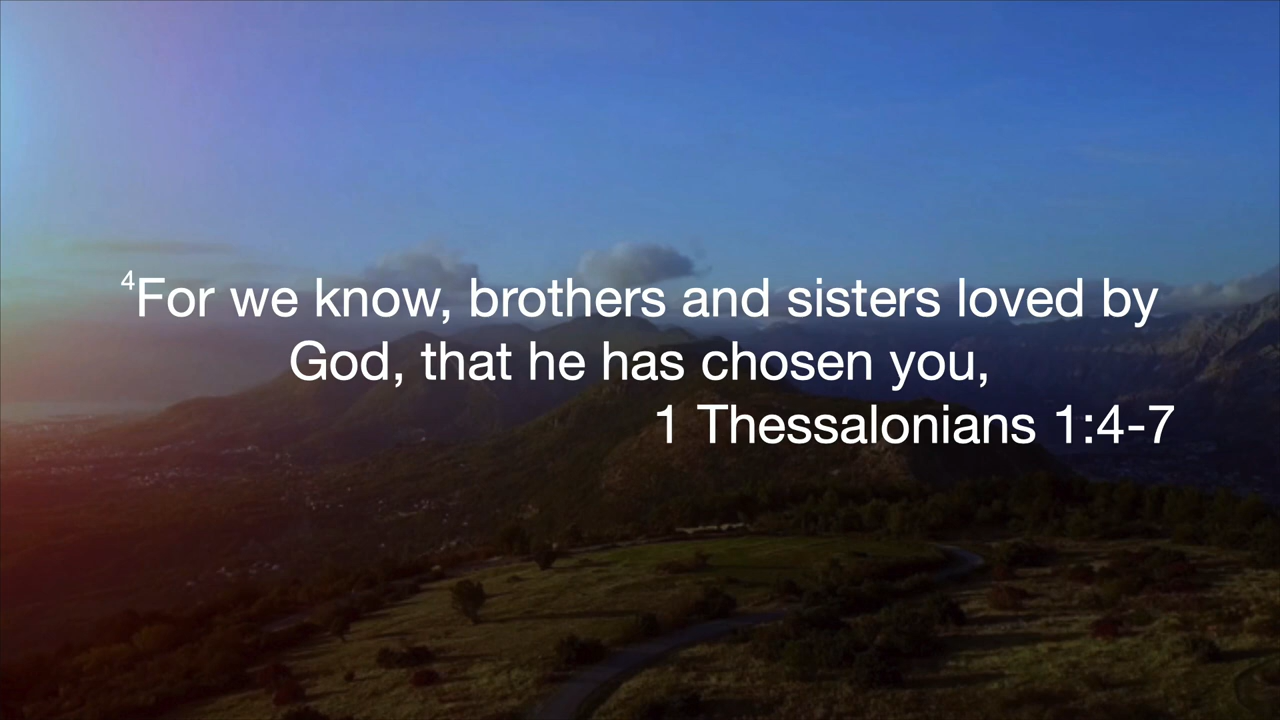 ⁴For we know, brothers and sisters loved by
God, that he has chosen you,
1 Thessalonians 1:4-7